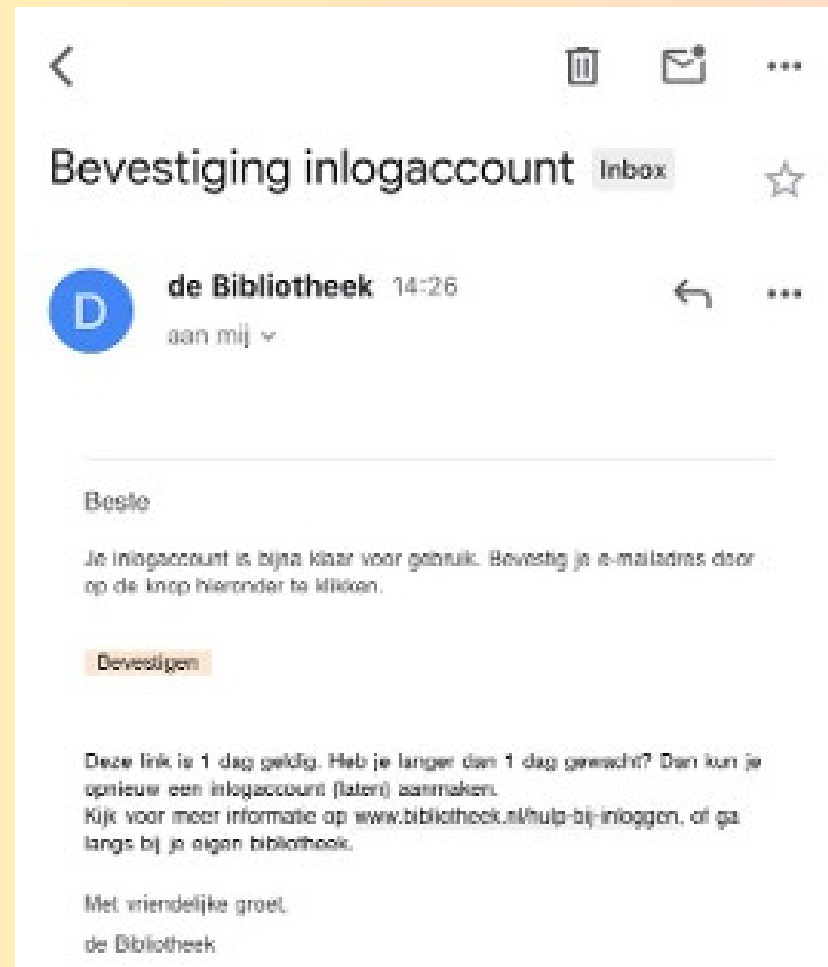 Bevestiging inlogaccount Inbox
D
de Bibliotheek 14:26
aan mij
Beste
Je inlogaccount is bijna klaar voor gebruik. Bevestig je e-mailadres door
op de knop hieronder te klikken.
Bevestigen
Deze link is 1 dag geldig. Heb je langer dan 1 dag gewacht? Dan kun je
opnieuw een inlogaccount (laten) aanmaken.
Kijk voor meer informatie op www.bibliotheek.nl/hulp-bij-inloggen, of ga
langs bij je eigen bibliotheek.
Met vriendelijke groet,
de Bibliotheek